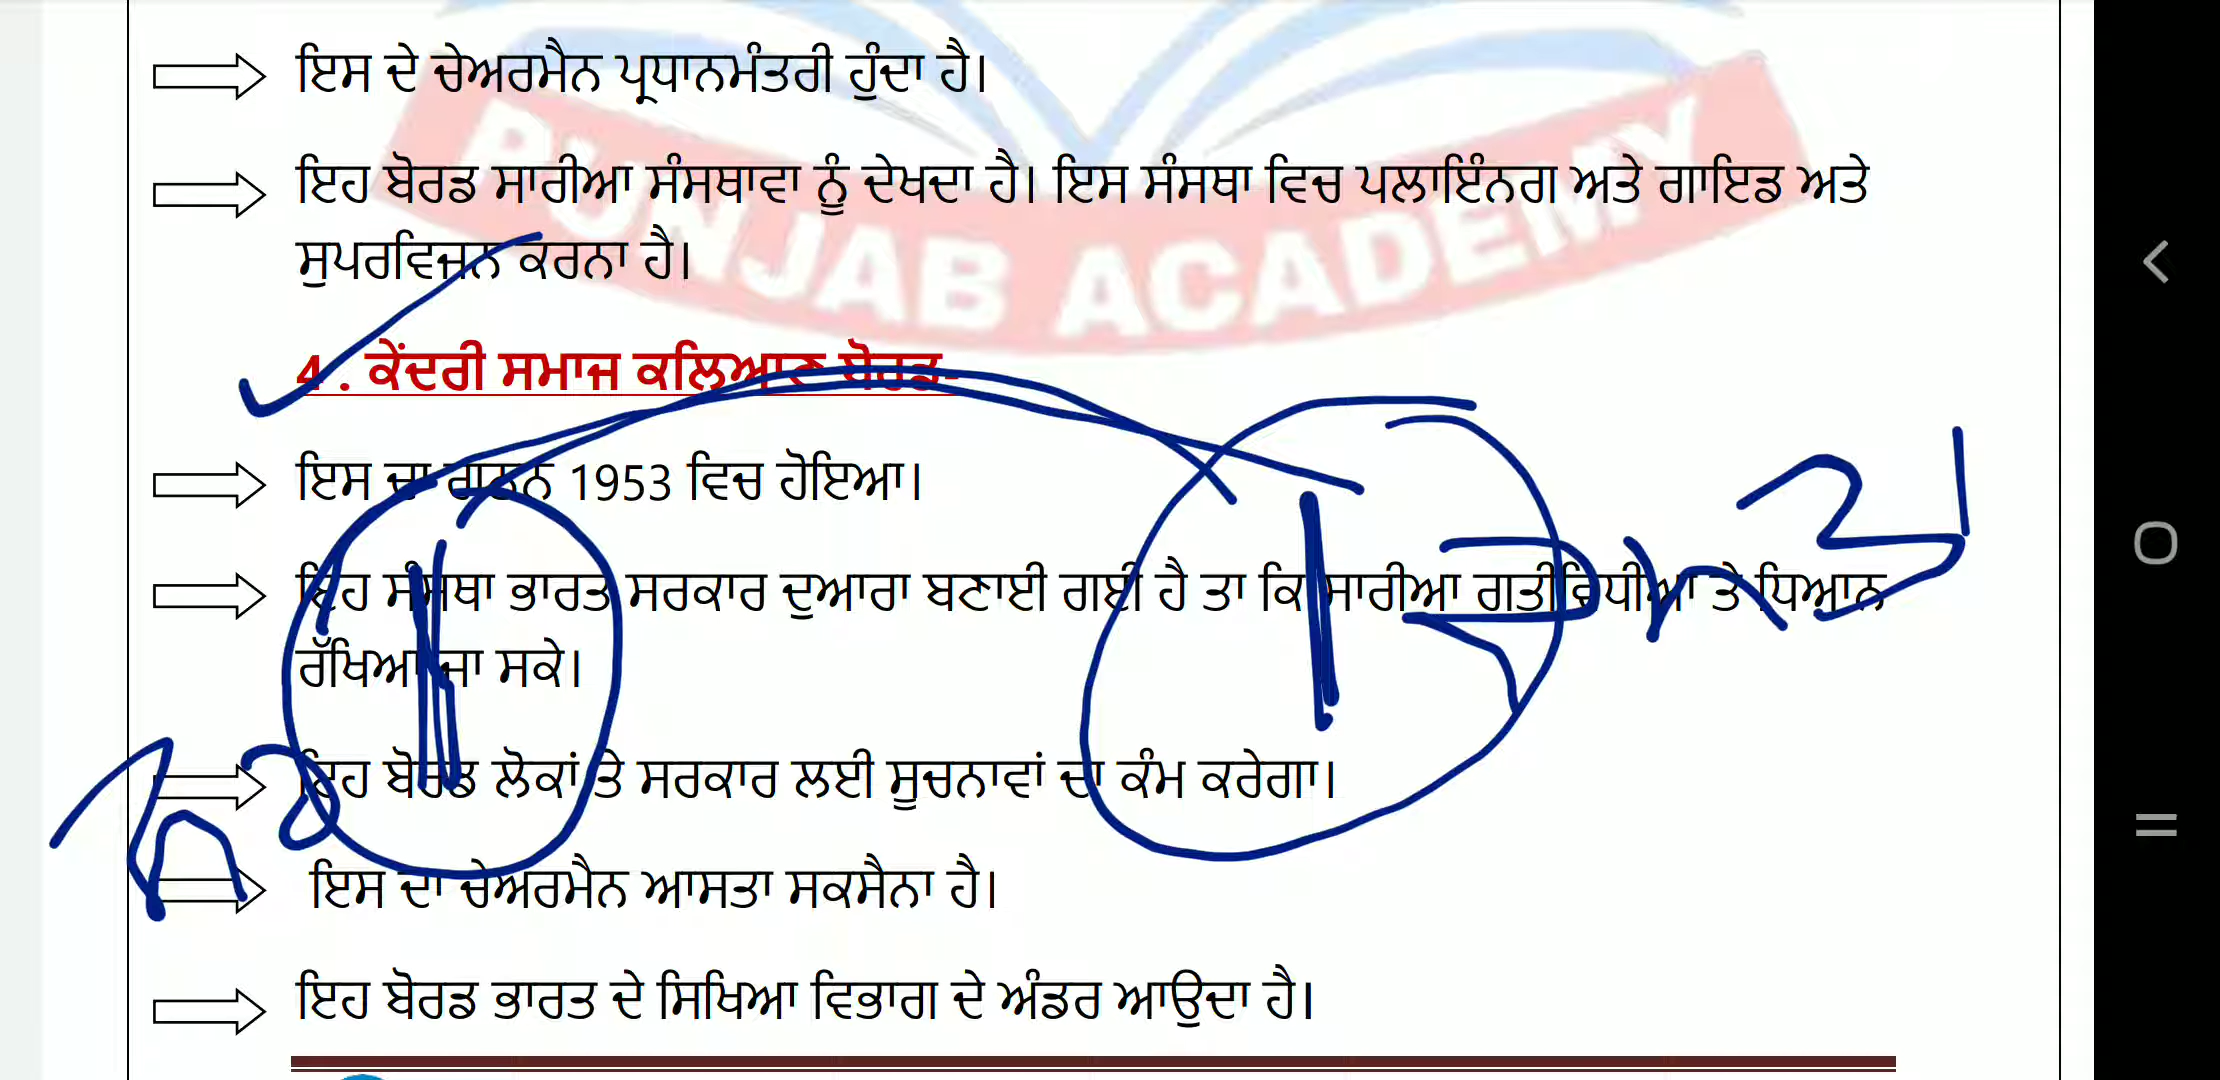 ਇਸ ਦੇ ਚੇਅਰਮੈਨ ਪ੍ਰਧਾਨਮੰਤਰੀ ਹੁੰਦਾ ਹੈ।
ਇਹ ਬੋਰਡ ਸਾਰੀਆ ਸੰਸਥਾਵਾ ਨੂੰ ਦੇਖਦਾ ਹੈ। ਇਸ ਸੰਸਥਾ ਵਿਚ ਪਲਾਇੰਨਗ ਅਤੇ ਗਾਇਡ ਅਤੇ
ਸੁਪਰਵਿਜਨ ਕਰਨਾ ਹੈ।
PUNJAB ACADEMY
4 . ਕੇਂਦਰੀ ਸਮਾਜ ਕਲਿਆਣ ਬੋਰਡ-
ਇਸ ਦਾ ਗਠਨ 1953 ਵਿਚ ਹੋਇਆ।
ਇਹ ਸੰਸਥਾ ਭਾਰਤ ਸਰਕਾਰ ਦੁਆਰਾ ਬਣਾਈ ਗਈ ਹੈ ਤਾ ਕਿ ਸਾਰੀਆ ਗਤੀਵਿਧੀਆ ਤੇ ਧਿਆਨ
ਰੱਖਿਆ ਜਾ ਸਕੇ।
ਇਹ ਬੋਰਡ ਲੋਕਾਂ ਤੇ ਸਰਕਾਰ ਲਈ ਸੂਚਨਾਵਾਂ ਦਾ ਕੰਮ ਕਰੇਗਾ।
ਇਸ ਦਾ ਚੇਅਰਮੈਨ ਆਸਤਾ ਸਕਸੈਨਾ ਹੈ।
ਇਹ ਬੋਰਡ ਭਾਰਤ ਦੇ ਸਿਖਿਆ ਵਿਭਾਗ ਦੇ ਅੰਡਰ ਆਉਦਾ ਹੈ।